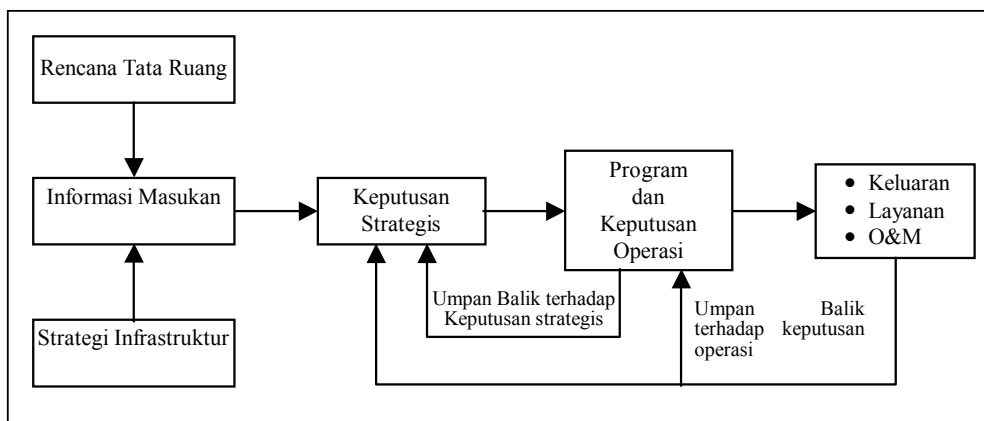 Rencana Tata Ruang
Informasi Masukan
Strategi Infrastruktur
Keputusan
Strategis
Program
dan
Keputusan
Operasi
• Keluaran
• Layanan
• O&M
Umpan Balik terhadap
Keputusan strategis
Umpan Balik
terhadap keputusan
operasi